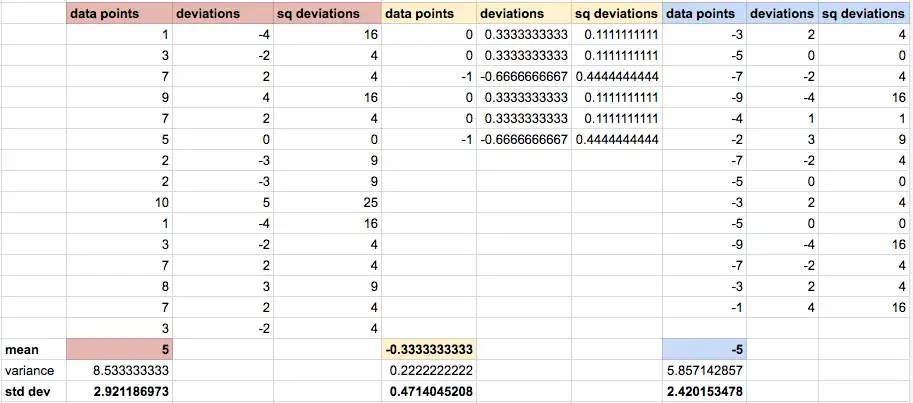 data points deviations sq deviations data points deviations sq deviations data points deviations sq deviations
1 -4 16 0 0.3333333333 0.1111111111 -3 2 4
3 -2 4 0 0.3333333333 0.1111111111 -5 0 0
7 2 4 -1 -0.6666666667 0.4444444444 -7 -2 4
9 4 16 0 0.3333333333 0.1111111111 -9 -4 16
7 2 4 0 0.3333333333 0.1111111111 -4 1 1
5 0 0 -1 -0.6666666667 0.4444444444 -2 3 9
2 -3 9 -7 -2 4
2 -3 9 -5 0 0
10 5 25 -3 2 4
1 -4 16 -5 0 0
3 -2 4 -9 -4 16
7 2 4 -7 -2 4
8 3 9 -3 2 4
7 2 4 -1 4 16
3 -2 4
mean 5 -0.3333333333 -5
variance 8.533333333 0.2222222222 5.857142857
std dev 2.921186973 0.4714045208 2.420153478